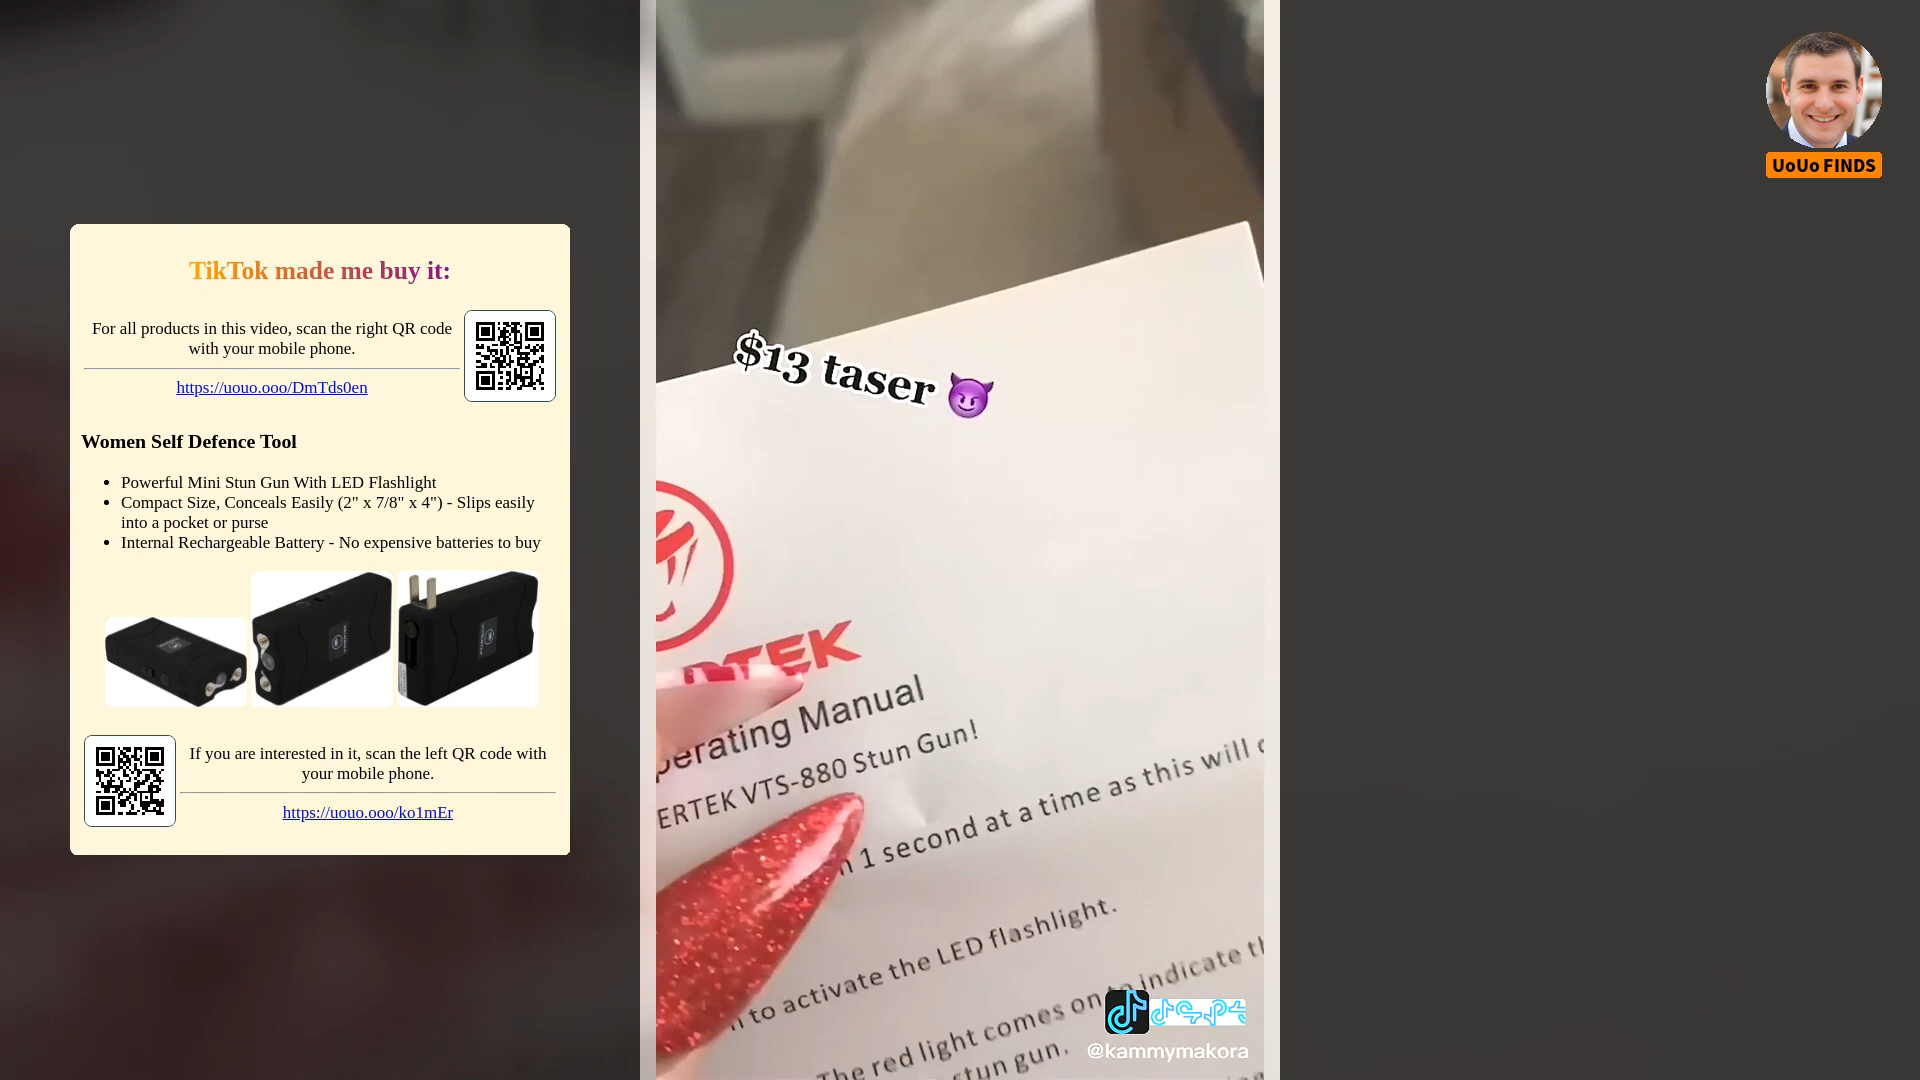 TikTok made me buy it:
For all products in this video, scan the right QR code
with your mobile phone.
https://uouo.ooo/DmTds0en
Women Self Defence Tool
Powerful Mini Stun Gun With LED Flashlight
Compact Size, Conceals Easily (2" x 7/8" x 4") - Slips easily
into a pocket or purse
Internal Rechargeable Battery - No expensive batteries to buy
If you are interested in it, scan the left QR code with
your mobile phone.
https://uouo.ooo/ko1mEr
$13 taser 😈
TEK
perating Manual
ERTEK VTS-880 Stun Gun!
n 1 second at a time as this will
n to activate the LED flashlight.
The red light comes on to indicate
stun gun.
@kammymakora
UoUo FINDS